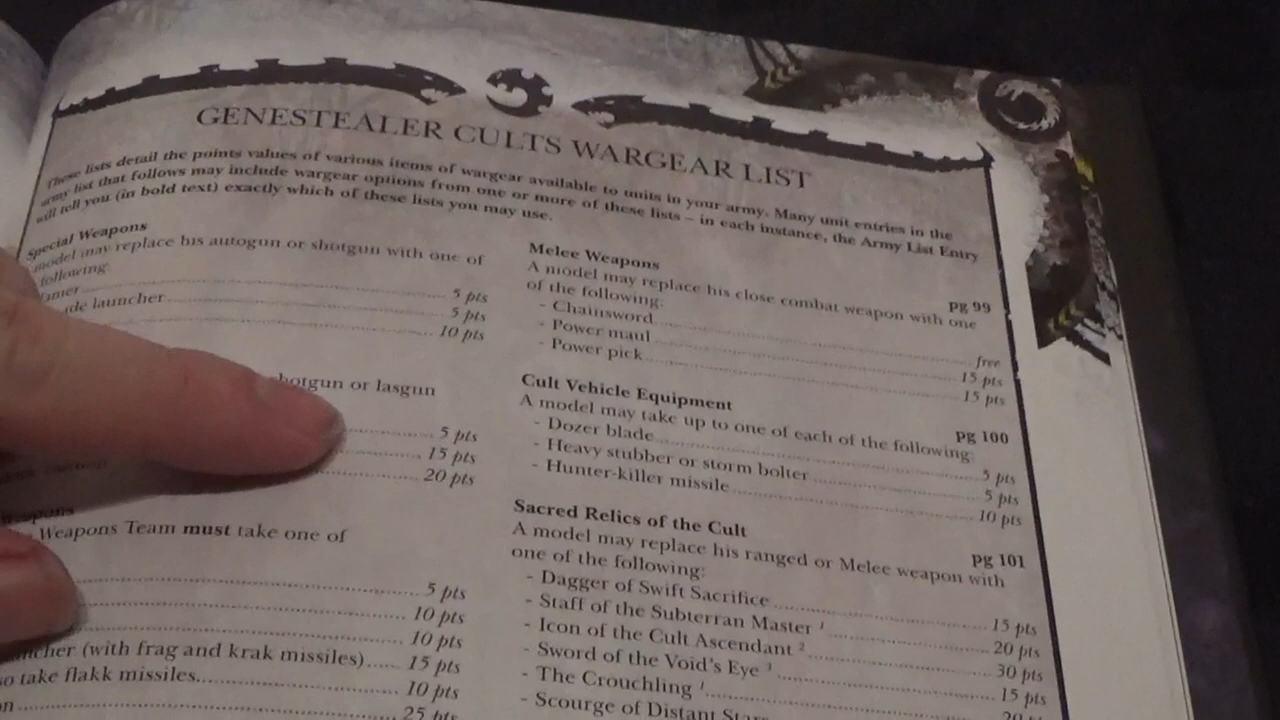 GENESTEALER CULTS WARGEAR LIST
These lists detail the points values of various items of wargear available to units in your army. Many unit entries in the
army list that follows may include wargear options from one or more of these lists – in each instance, the Army List Entry
will tell you (in bold text) exactly which of these lists you may use.
Special Weapons
model may replace his autogun or shotgun with one of
following:
5 pts
launcher 5 pts
10 pts
shotgun or lasgun
5 pts
15 pts
20 pts
Weapons Team must take one of
5 pts
10 pts
10 pts
(with frag and krak missiles) 15 pts
take flakk missiles 10 pts
25 pts
Melee Weapons pg 99
A model may replace his close combat weapon with one
of the following:
- Chainsword free
- Power maul 15 pts
- Power pick 15 pts
Cult Vehicle Equipment pg 100
A model may take up to one of each of the following:
- Dozer blade 5 pts
- Heavy stubber or storm bolter 5 pts
- Hunter-killer missile 10 pts
Sacred Relics of the Cult pg 101
A model may replace his ranged or Melee weapon with
one of the following:
- Dagger of Swift Sacrifice 15 pts
- Staff of the Subterran Master ¹ 20 pts
- Icon of the Cult Ascendant ² 30 pts
- Sword of the Void's Eye ³ 15 pts
- The Crouchling ¹ 20
- Scourge of Distant Stars